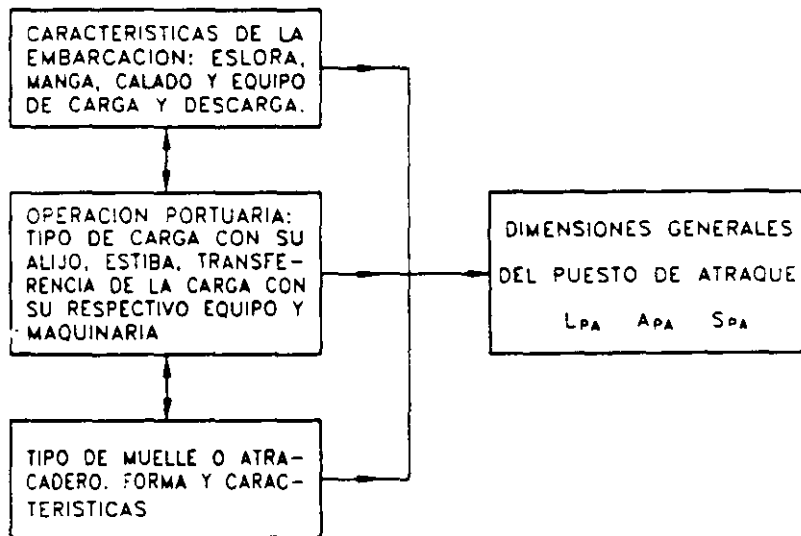 CARACTERISTICAS DE LA
EMBARCACION: ESLORA,
MANGA, CALADO Y EQUIPO
DE CARGA Y DESCARGA.
OPERACION PORTUARIA:
TIPO DE CARGA CON SU
ALIJO, ESTIBA, TRANSFE-
RENCIA DE LA CARGA CON
SU RESPECTIVO EQUIPO Y
MAQUINARIA
TIPO DE MUELLE O ATRA-
CADERO. FORMA Y CARAC-
TERISTICAS
DIMENSIONES GENERALES
DEL PUESTO DE ATRAQUE
LPA APA SPA